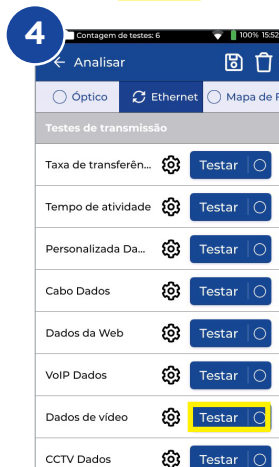 4
Contagem de testes: 6 100% 15:52
Analisar
Óptico Ethernet Mapa de F
Testes de transmissão
Taxa de transferên... Testar
Tempo de atividade Testar
Personalizada Da... Testar
Cabo Dados Testar
Dados da Web Testar
VoIP Dados Testar
Dados de vídeo Testar
CCTV Dados Testar